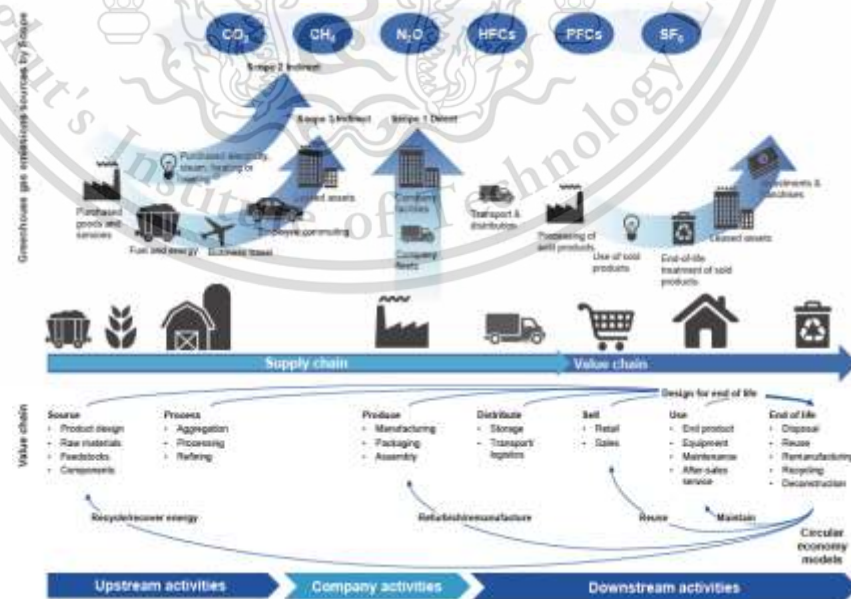 Greenhouse gas emissions sources by Scope
CO2
CH4
N2O
HFCs
PFCs
SF6
Institute of Technology
Scope 2 Indirect
Scope 3 Indirect
Scope 1 Direct
Purchased electricity,
steam, heating or
Purchased
goods and
services
Fuel and energy
Business travel
Employee commuting
Leased assets
Company
facilities
Company
fleets
Transport &
distribution
Processing of
sold products
Use of sold
products
End-of-life
treatment of sold
products
Leased assets
Investments &
franchises
Supply chain
Value chain
Value chain
Design for end of life
Source
• Product design
• Raw materials
• Feedstocks
• Components
Process
• Aggregation
• Processing
• Refining
Produce
• Manufacturing
• Packaging
• Assembly
Distribute
• Storage
• Transport/
logistics
Sell
• Retail
• Sales
Use
• End product
• Equipment
• Maintenance
• After-sales
service
End of life
• Disposal
• Reuse
• Remanufacturing
• Recycling
• Deconstruction
Recycle/recover energy
Refurbish/remanufacture
Reuse
Maintain
Circular
economy
models
Upstream activities
Company activities
Downstream activities